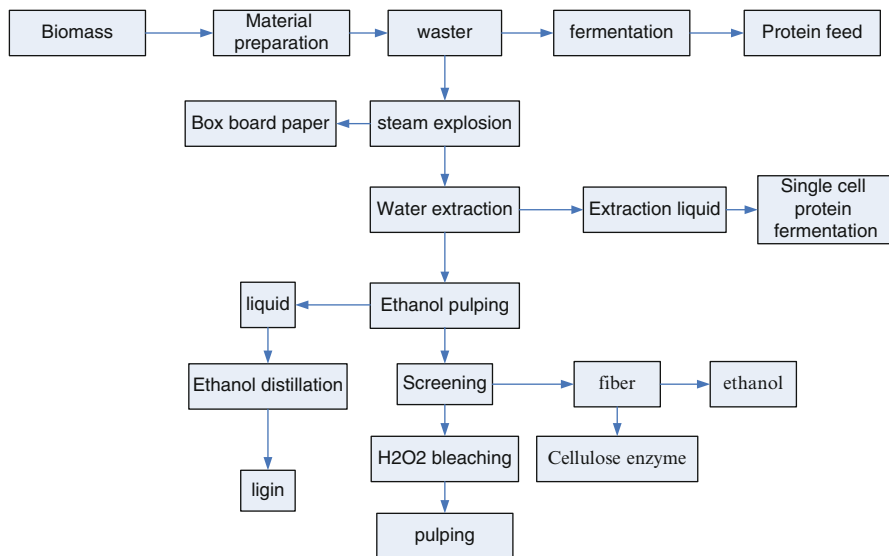 Biomass
Material
preparation
waster
fermentation
Protein feed
Box board paper
steam explosion
Water extraction
Extraction liquid
Single cell
protein
fermentation
liquid
Ethanol pulping
Ethanol distillation
Screening
fiber
ethanol
H2O2 bleaching
Cellulose enzyme
ligin
pulping